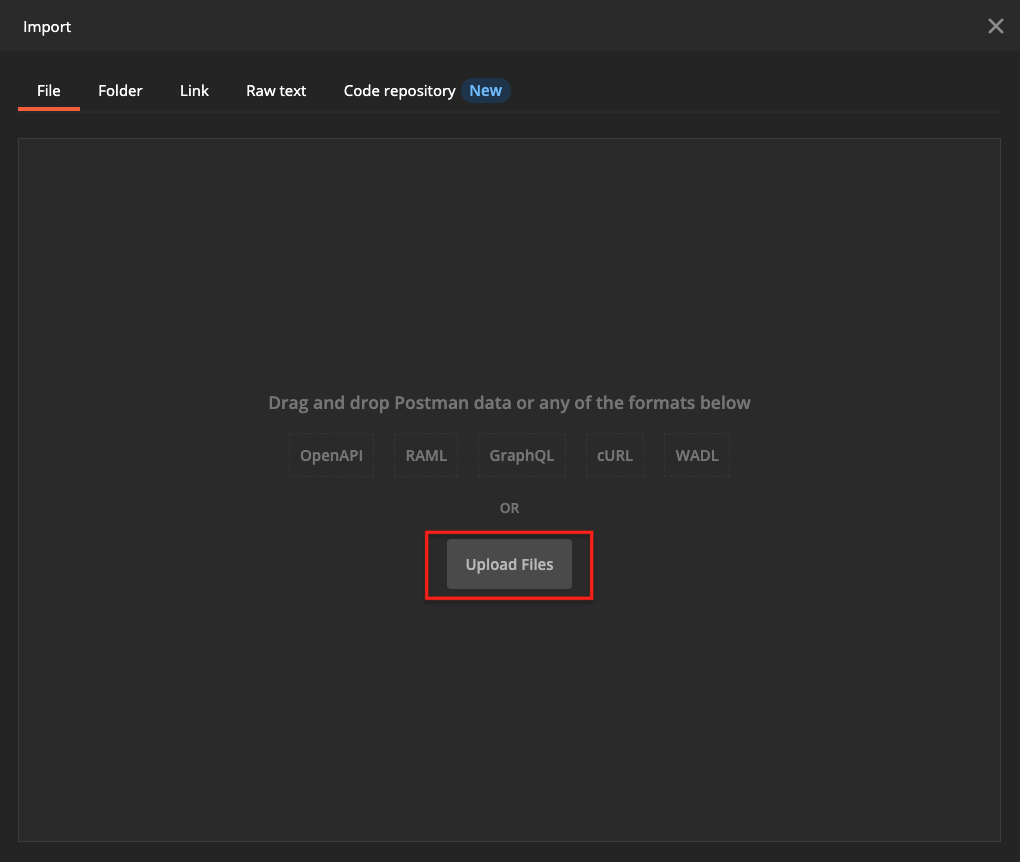 Import
File Folder Link Raw text Code repository New
Drag and drop Postman data or any of the formats below
OpenAPI RAML GraphQL cURL WADL
OR
Upload Files